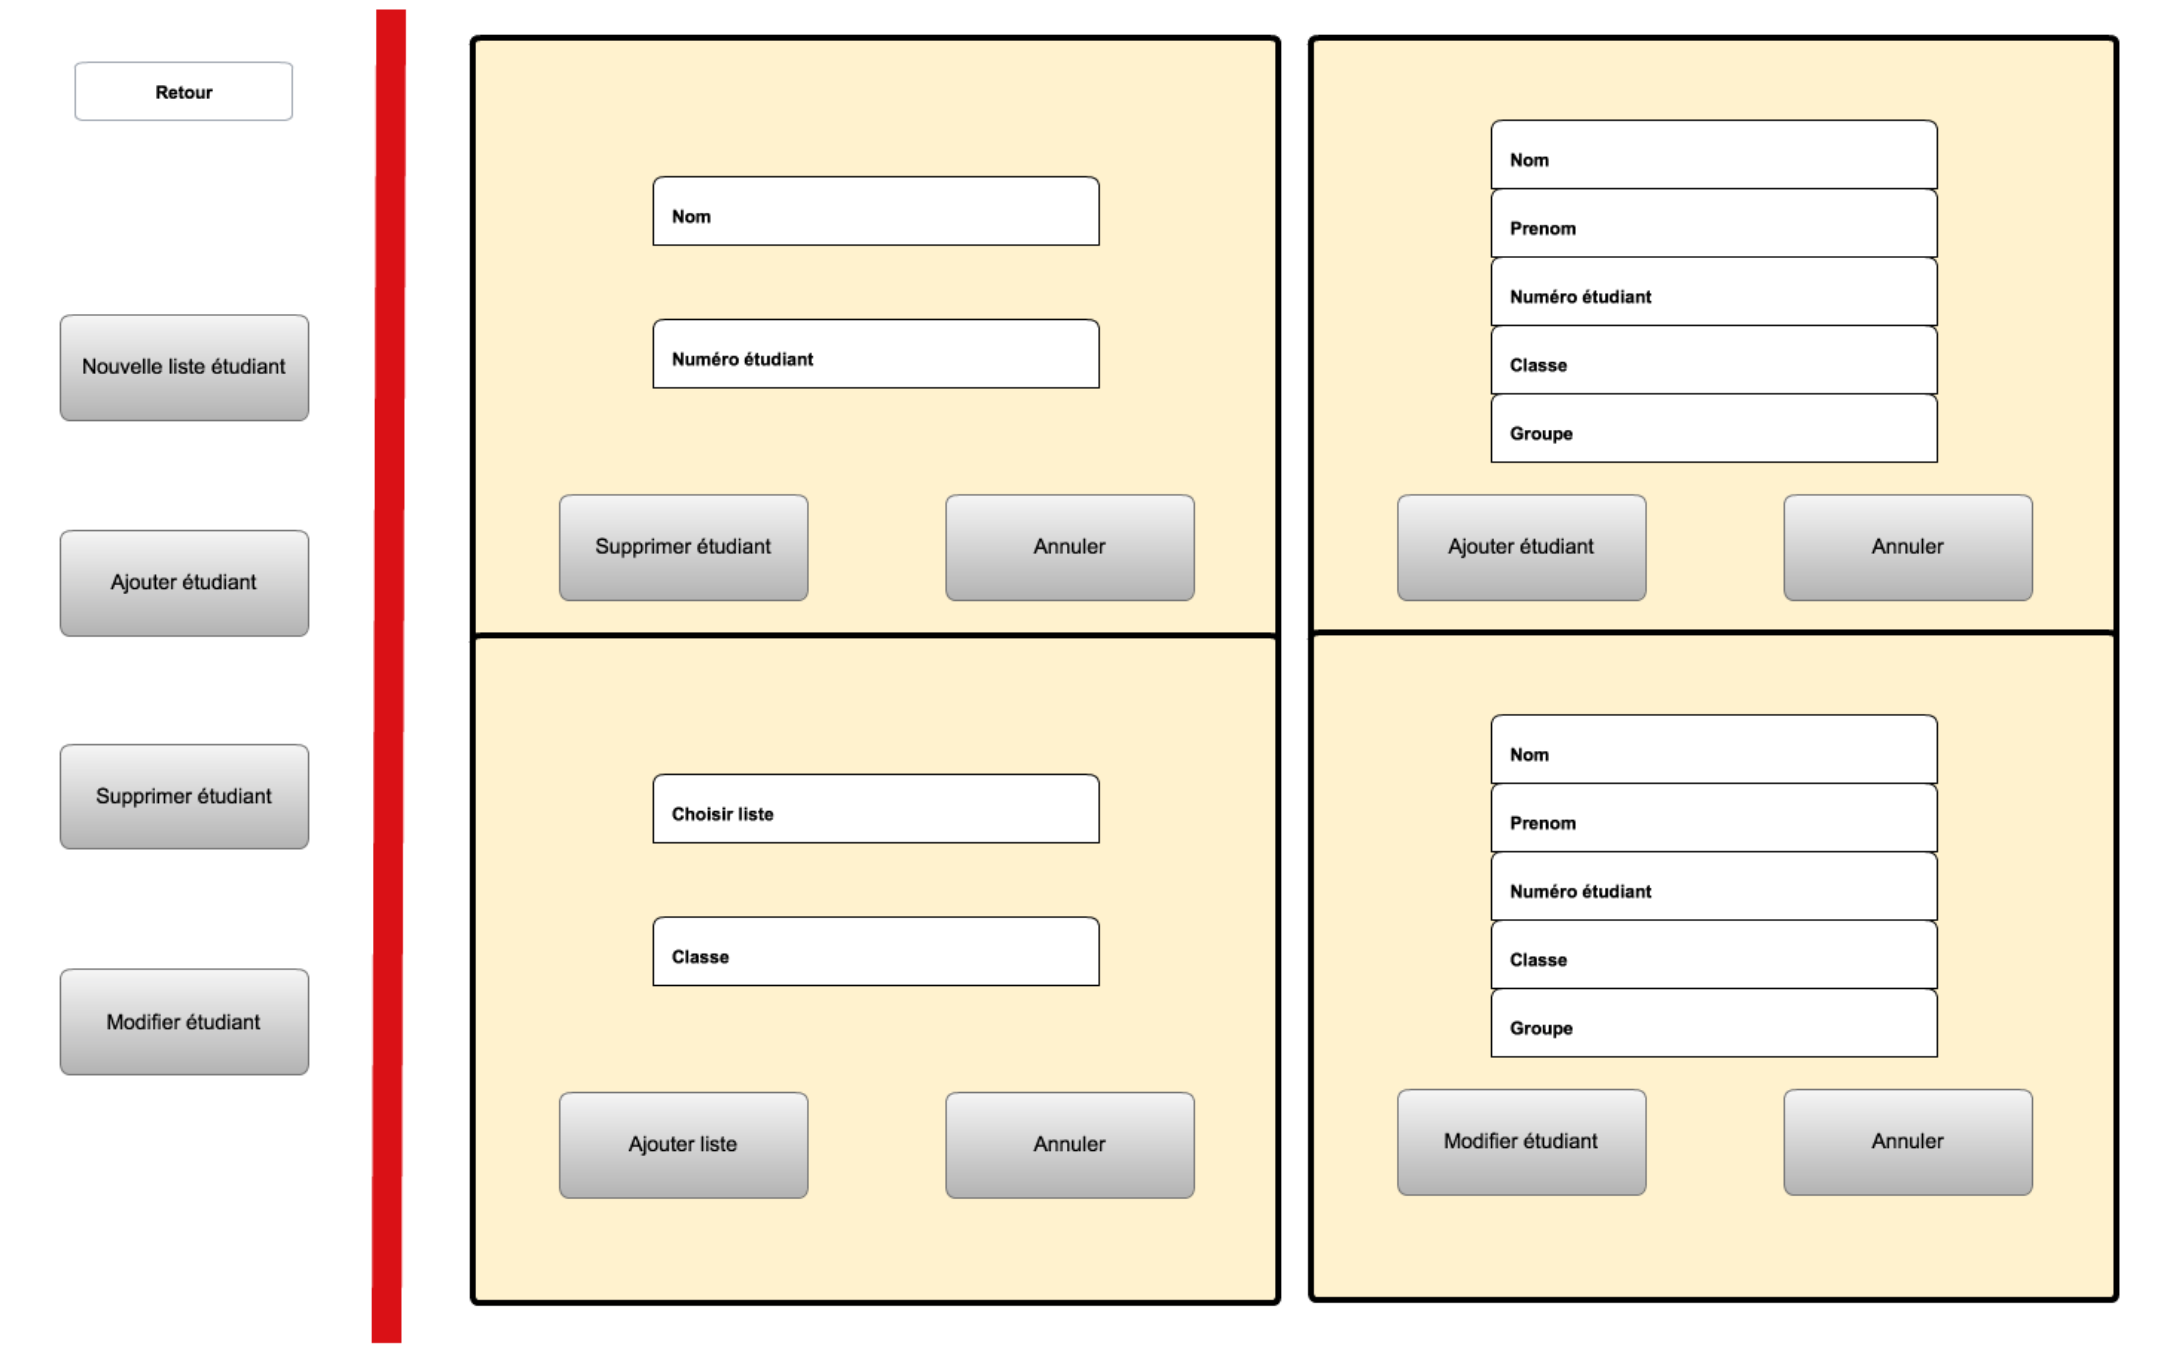 Retour
Nouvelle liste étudiant
Ajouter étudiant
Supprimer étudiant
Modifier étudiant
Nom
Numéro étudiant
Supprimer étudiant
Annuler
Choisir liste
Classe
Ajouter liste
Annuler
Nom
Prenom
Numéro étudiant
Classe
Groupe
Ajouter étudiant
Annuler
Nom
Prenom
Numéro étudiant
Classe
Groupe
Modifier étudiant
Annuler